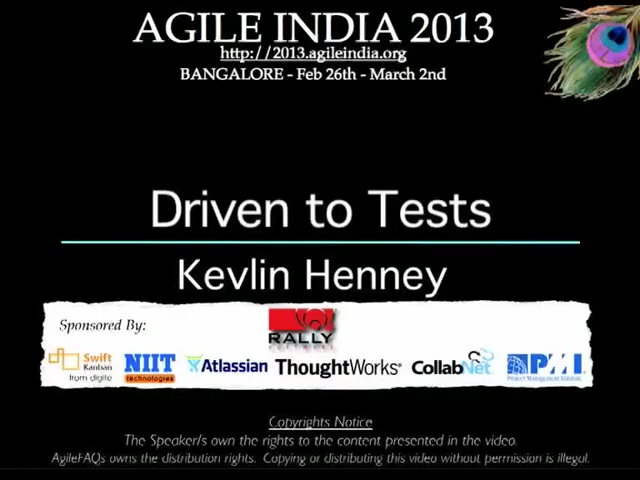 AGILE INDIA 2013
http://2013.agileindia.org
BANGALORE - Feb 26th - March 2nd
Driven to Tests
Kevlin Henney
Sponsored By:
RALLY
Swift Kanban from digite
NIIT technologies
Atlassian
ThoughtWorks®
CollabNet
PMI Project Management Institute
Copyrights Notice
The Speaker/s own the rights to the content presented in the video.
AgileFAQs owns the distribution rights. Copying or distributing this video without permission is illegal.